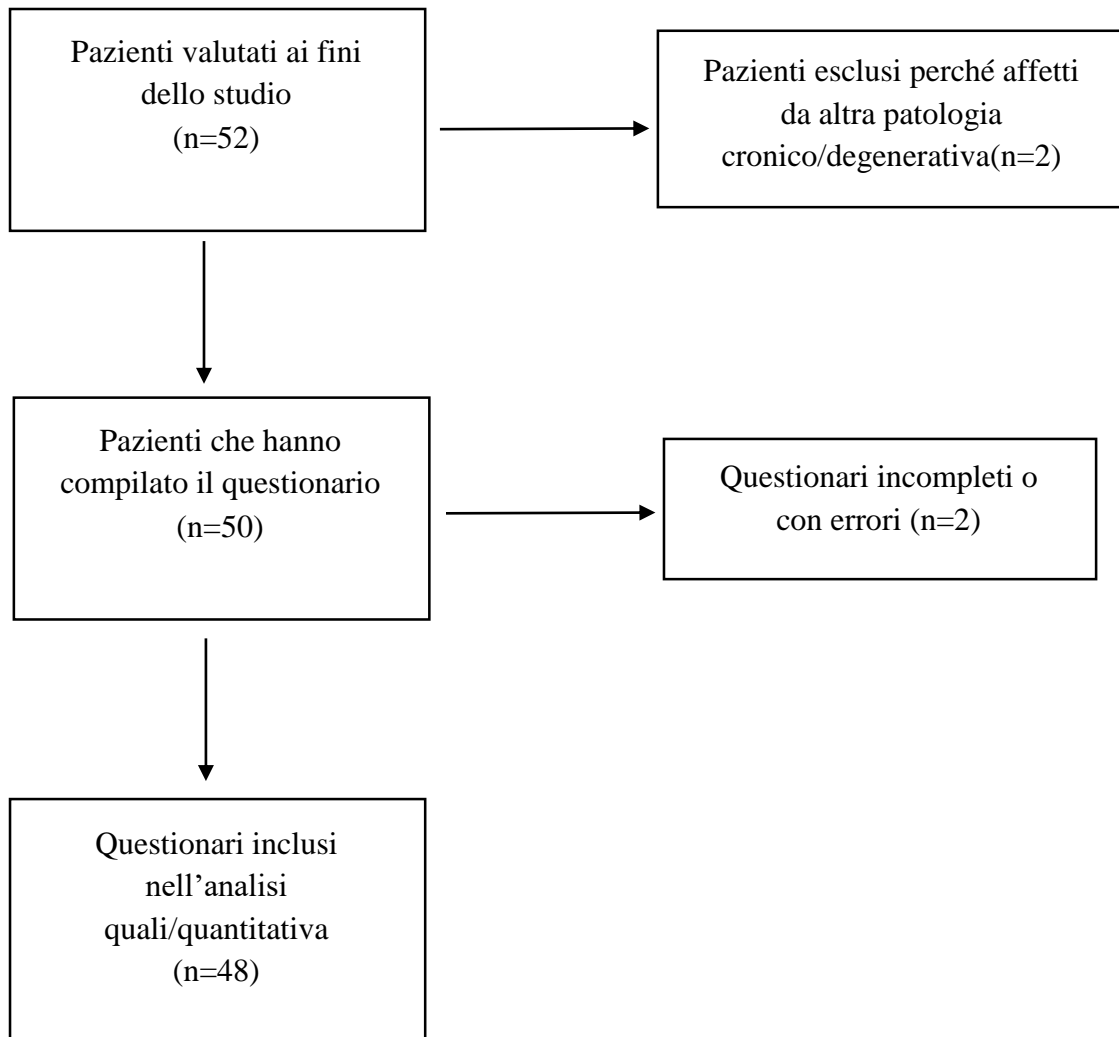 Pazienti valutati ai fini
dello studio
(n=52)
Pazienti esclusi perché affetti
da altra patologia
cronico/degenerativa(n=2)
Pazienti che hanno
compilato il questionario
(n=50)
Questionari incompleti o
con errori (n=2)
Questionari inclusi
nell’analisi
quali/quantitativa
(n=48)